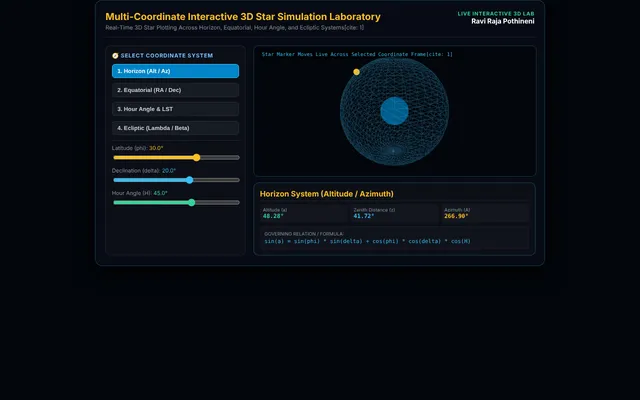 Multi-Coordinate Interactive 3D Star Simulation Laboratory
Real-Time 3D Star Plotting Across Horizon, Equatorial, Hour Angle, and Ecliptic Systems[cite: 1]
LIVE INTERACTIVE 3D LAB
Ravi Raja Pothineni
🧭 SELECT COORDINATE SYSTEM
1. Horizon (Alt / Az)
2. Equatorial (RA / Dec)
3. Hour Angle & LST
4. Ecliptic (Lambda / Beta)
Latitude (phi): 30.0°
Declination (delta): 20.0°
Hour Angle (H): 45.0°
Star Marker Moves Live Across Selected Coordinate Frame[cite: 1]
Horizon System (Altitude / Azimuth)
Altitude (a)
48.28°
Zenith Distance (z)
41.72°
Azimuth (A)
266.90°
GOVERNING RELATION / FORMULA:
sin(a) = sin(phi) * sin(delta) + cos(phi) * cos(delta) * cos(H)